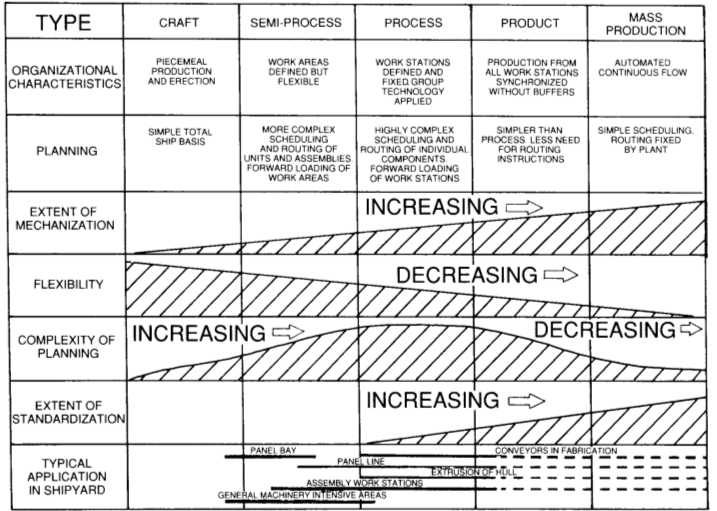 TYPE
CRAFT
SEMI-PROCESS
PROCESS
PRODUCT
MASS
PRODUCTION
ORGANIZATIONAL
CHARACTERISTICS
PIECEMEAL
PRODUCTION
AND ERECTION
WORK AREAS
DEFINED BUT
FLEXIBLE
WORK STATIONS
DEFINED AND
FIXED GROUP
TECHNOLOGY
APPLIED
PRODUCTION FROM
ALL WORK STATIONS
SYNCHRONIZED
WITHOUT BUFFERS
AUTOMATED
CONTINUOUS FLOW
PLANNING
SIMPLE TOTAL
SHIP BASIS
MORE COMPLEX
SCHEDULING
AND ROUTING OF
UNITS AND ASSEMBLIES
FORWARD LOADING OF
WORK AREAS
HIGHLY COMPLEX
SCHEDULING AND
ROUTING OF INDIVIDUAL
COMPONENTS
FORWARD LOADING
OF WORK STATIONS
SIMPLER THAN
PROCESS. LESS NEED
FOR ROUTING
INSTRUCTIONS
SIMPLE SCHEDULING.
ROUTING FIXED
BY PLANT
EXTENT OF
MECHANIZATION
INCREASING
FLEXIBILITY
DECREASING
COMPLEXITY OF
PLANNING
INCREASING
DECREASING
EXTENT OF
STANDARDIZATION
INCREASING
TYPICAL
APPLICATION
IN SHIPYARD
PANEL BAY
CONVEYORS IN FABRICATION
PANEL LINE
EXTRUSION OF HULL
ASSEMBLY WORK STATIONS
GENERAL MACHINERY INTENSIVE AREAS